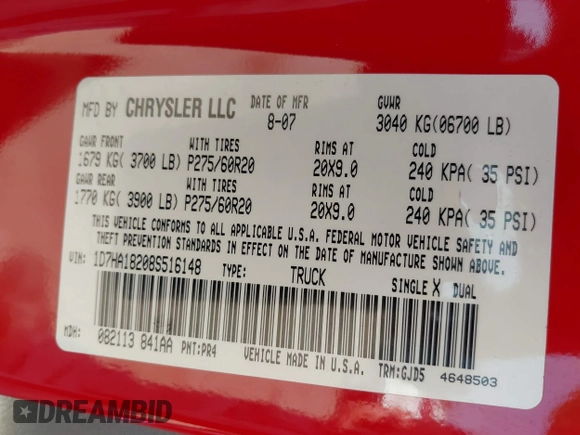 MFD BY CHRYSLER LLC DATE OF MFR 8-07 GVWR 3040 KG(06700 LB)
GAWR FRONT WITH TIRES RIMS AT COLD
1679 KG( 3700 LB) P275/60R20 20X9.0 240 KPA( 35 PSI)
GAWR REAR WITH TIRES RIMS AT COLD
1770 KG( 3900 LB) P275/60R20 20X9.0 240 KPA( 35 PSI)
THIS VEHICLE CONFORMS TO ALL APPLICABLE U.S.A. FEDERAL MOTOR VEHICLE SAFETY AND
THEFT PREVENTION STANDARDS IN EFFECT ON THE DATE OF MANUFACTURE SHOWN ABOVE.
VIN: 1D7HA18208S516148 TYPE: TRUCK SINGLE X DUAL
MDH: 082113 841AA PNT:PR4 VEHICLE MADE IN U.S.A. TRM:GJD5 4648503
DREAMBID